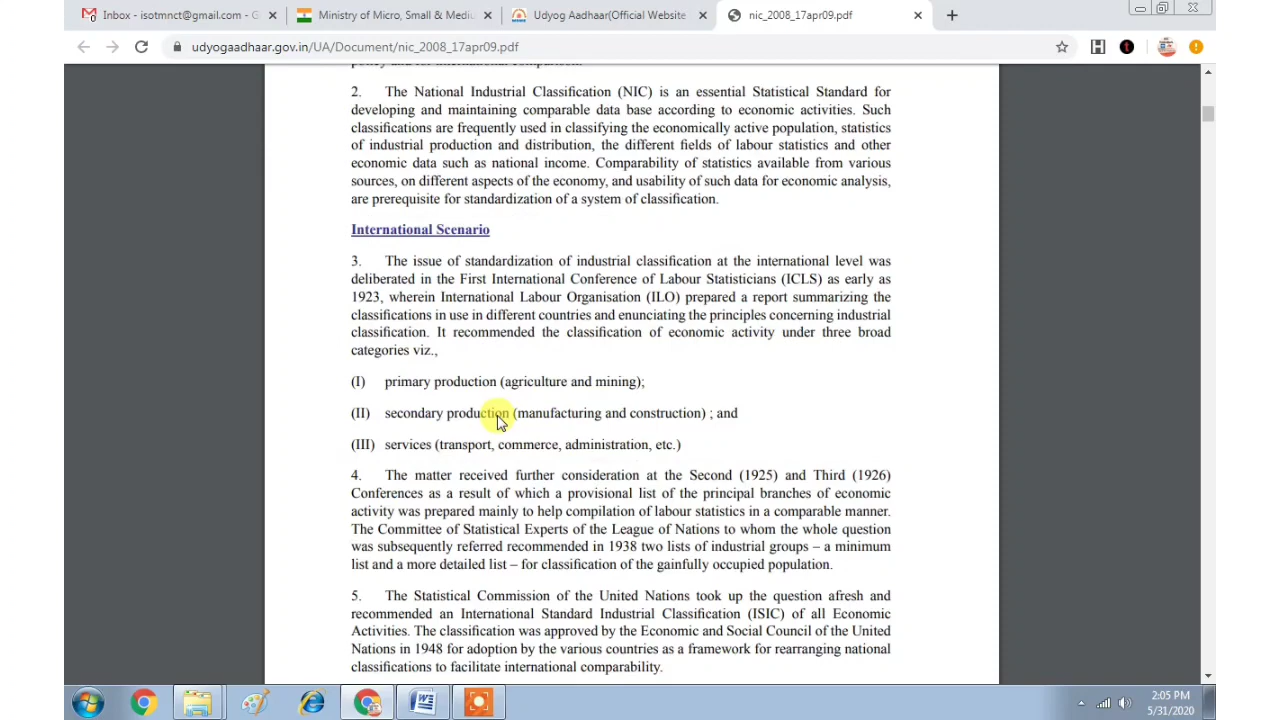 Inbox - isotmnct@gmail.com - G
Ministry of Micro, Small & Mediu
Udyog Aadhaar(Official Website
nic_2008_17apr09.pdf
udyogaadhaar.gov.in/UA/Document/nic_2008_17apr09.pdf
policy and for international comparison.
2. The National Industrial Classification (NIC) is an essential Statistical Standard for
developing and maintaining comparable data base according to economic activities. Such
classifications are frequently used in classifying the economically active population, statistics
of industrial production and distribution, the different fields of labour statistics and other
economic data such as national income. Comparability of statistics available from various
sources, on different aspects of the economy, and usability of such data for economic analysis,
are prerequisite for standardization of a system of classification.
International Scenario
3. The issue of standardization of industrial classification at the international level was
deliberated in the First International Conference of Labour Statisticians (ICLS) as early as
1923, wherein International Labour Organisation (ILO) prepared a report summarizing the
classifications in use in different countries and enunciating the principles concerning industrial
classification. It recommended the classification of economic activity under three broad
categories viz.,
(I) primary production (agriculture and mining);
(II) secondary production (manufacturing and construction) ; and
(III) services (transport, commerce, administration, etc.)
4. The matter received further consideration at the Second (1925) and Third (1926)
Conferences as a result of which a provisional list of the principal branches of economic
activity was prepared mainly to help compilation of labour statistics in a comparable manner.
The Committee of Statistical Experts of the League of Nations to whom the whole question
was subsequently referred recommended in 1938 two lists of industrial groups – a minimum
list and a more detailed list – for classification of the gainfully occupied population.
5. The Statistical Commission of the United Nations took up the question afresh and
recommended an International Standard Industrial Classification (ISIC) of all Economic
Activities. The classification was approved by the Economic and Social Council of the United
Nations in 1948 for adoption by the various countries as a framework for rearranging national
classifications to facilitate international comparability.
2:05 PM
5/31/2020